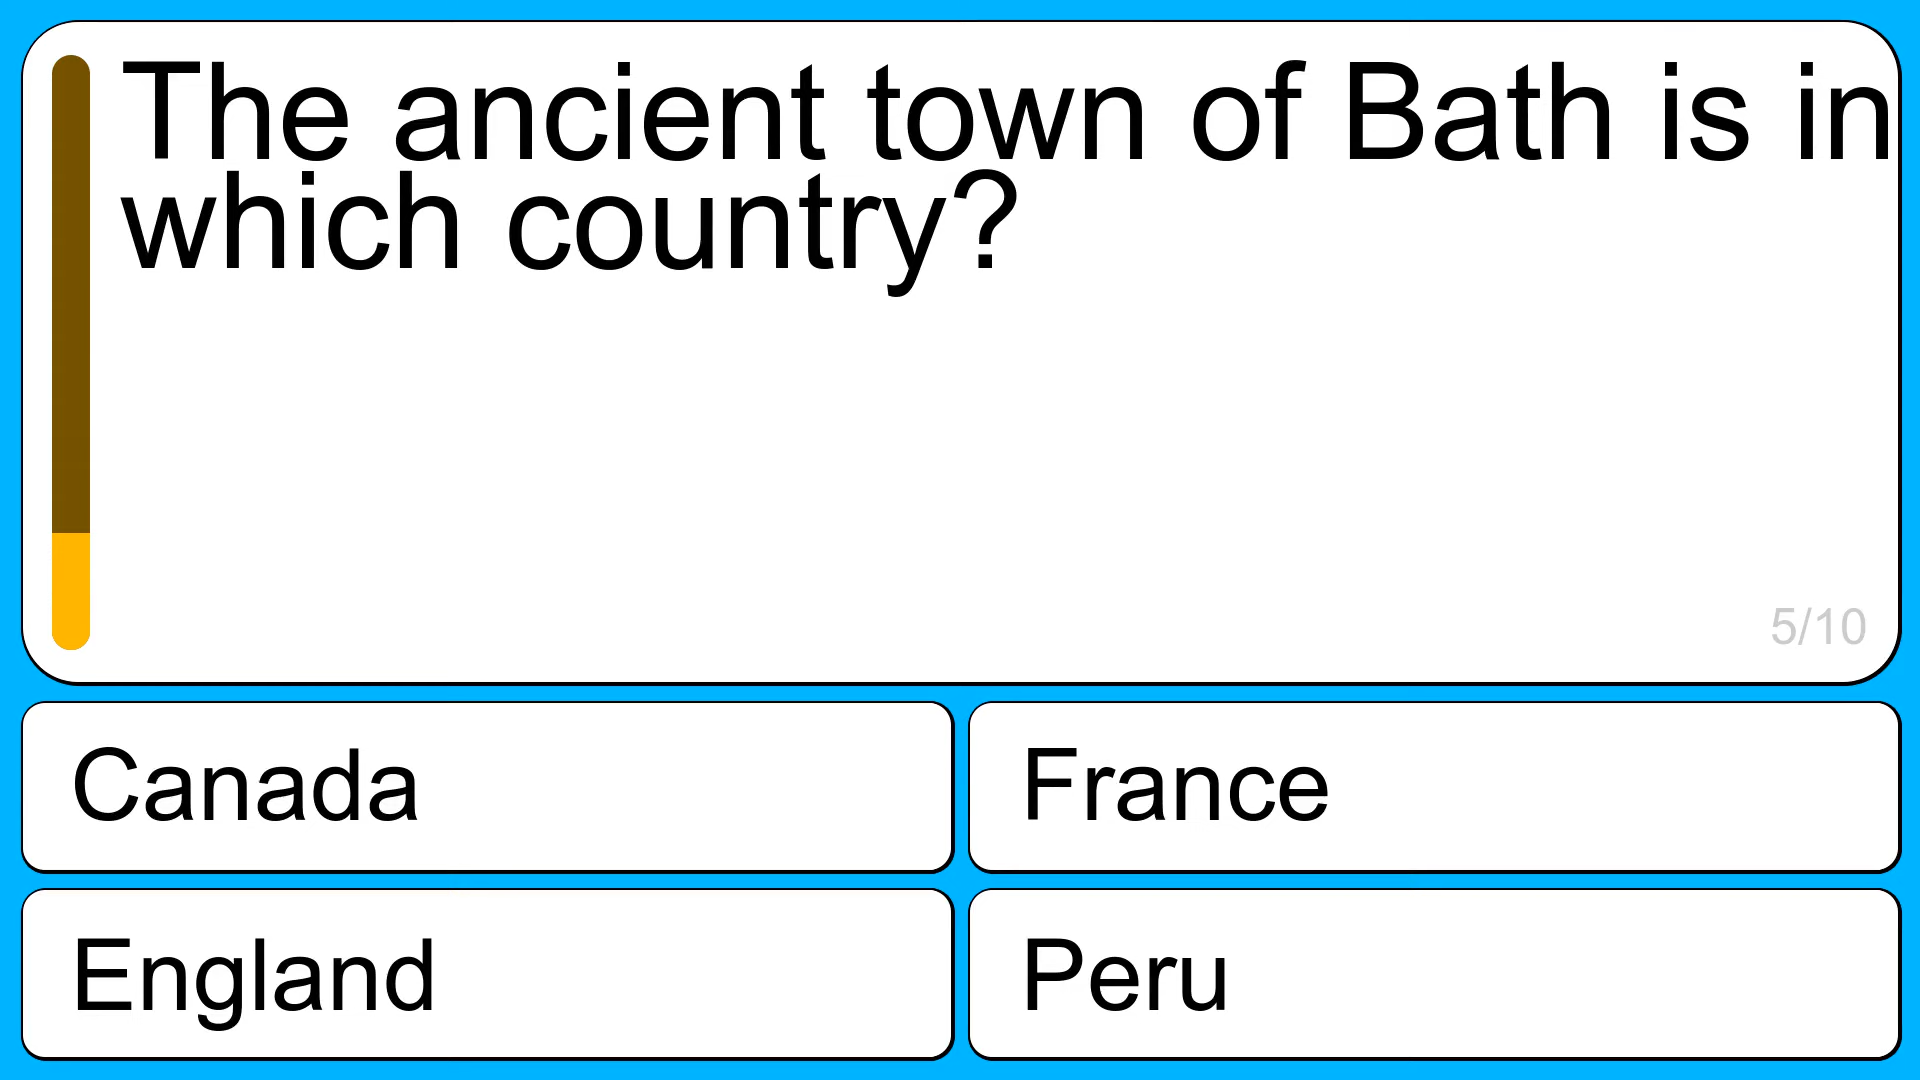 The ancient town of Bath is in
which country?
5/10
Canada
France
England
Peru